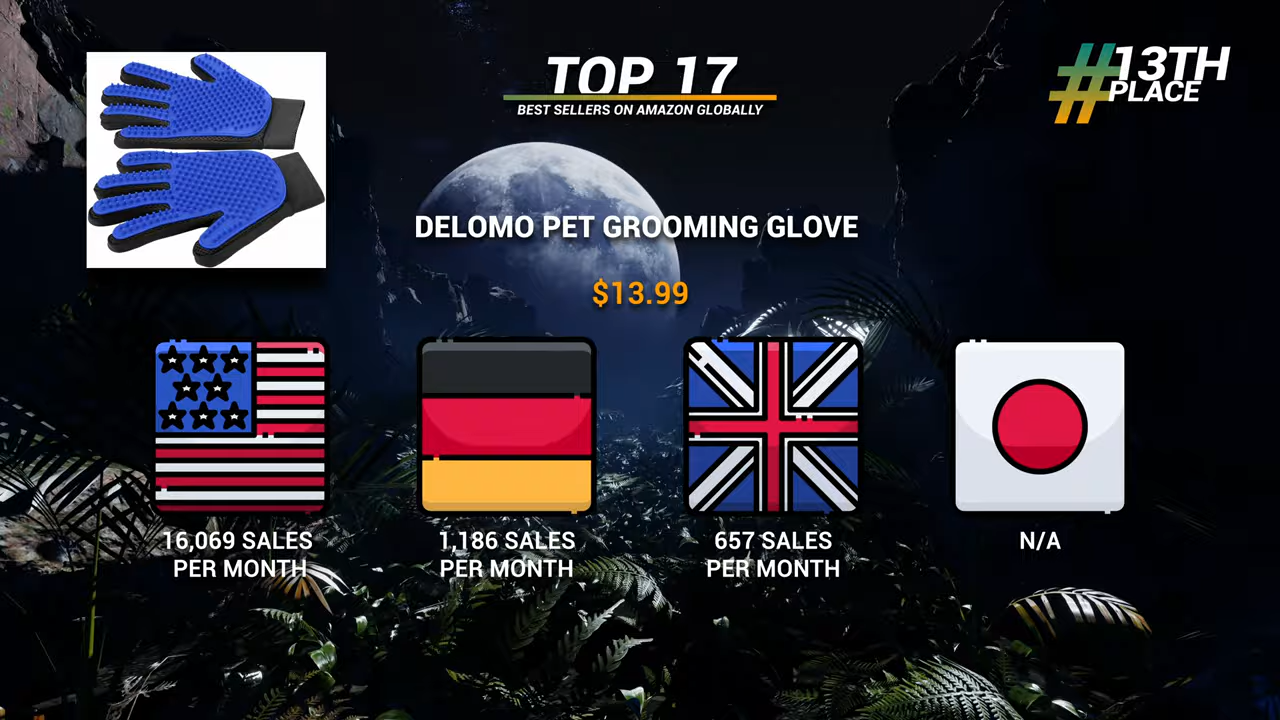 TOP 17
BEST SELLERS ON AMAZON GLOBALLY
#13TH
PLACE
DELOMO PET GROOMING GLOVE
$13.99
16,069 SALES
PER MONTH
1,186 SALES
PER MONTH
657 SALES
PER MONTH
N/A